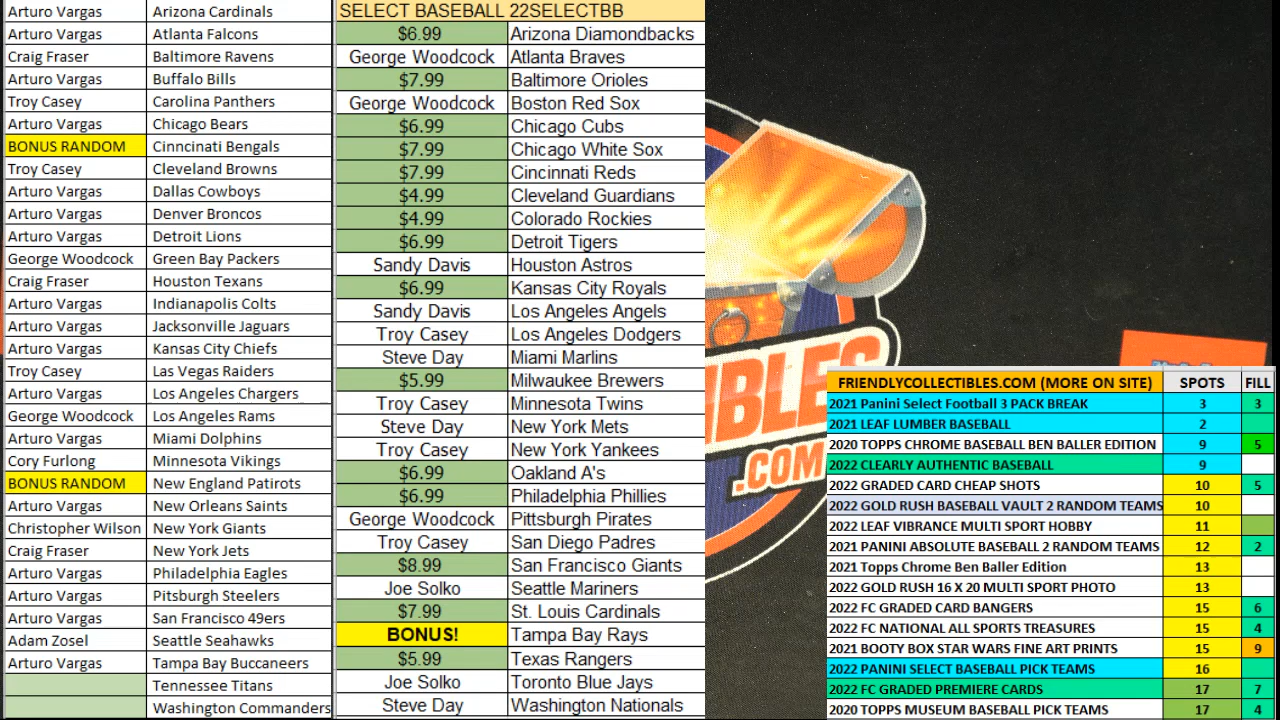 Arturo Vargas Arizona Cardinals
Arturo Vargas Atlanta Falcons
Craig Fraser Baltimore Ravens
Arturo Vargas Buffalo Bills
Troy Casey Carolina Panthers
Arturo Vargas Chicago Bears
BONUS RANDOM Cinncinati Bengals
Troy Casey Cleveland Browns
Arturo Vargas Dallas Cowboys
Arturo Vargas Denver Broncos
Arturo Vargas Detroit Lions
George Woodcock Green Bay Packers
Craig Fraser Houston Texans
Arturo Vargas Indianapolis Colts
Arturo Vargas Jacksonville Jaguars
Arturo Vargas Kansas City Chiefs
Troy Casey Las Vegas Raiders
Arturo Vargas Los Angeles Chargers
George Woodcock Los Angeles Rams
Arturo Vargas Miami Dolphins
Cory Furlong Minnesota Vikings
BONUS RANDOM New England Patirots
Arturo Vargas New Orleans Saints
Christopher Wilson New York Giants
Craig Fraser New York Jets
Arturo Vargas Philadelphia Eagles
Arturo Vargas Pitsburgh Steelers
Arturo Vargas San Francisco 49ers
Adam Zosel Seattle Seahawks
Arturo Vargas Tampa Bay Buccaneers
Tennessee Titans
Washington Commanders
SELECT BASEBALL 22SELECTBB
$6.99 Arizona Diamondbacks
George Woodcock Atlanta Braves
$7.99 Baltimore Orioles
George Woodcock Boston Red Sox
$6.99 Chicago Cubs
$7.99 Chicago White Sox
$7.99 Cincinnati Reds
$4.99 Cleveland Guardians
$4.99 Colorado Rockies
$6.99 Detroit Tigers
Sandy Davis Houston Astros
$6.99 Kansas City Royals
Sandy Davis Los Angeles Angels
Troy Casey Los Angeles Dodgers
Steve Day Miami Marlins
$5.99 Milwaukee Brewers
Troy Casey Minnesota Twins
Steve Day New York Mets
Troy Casey New York Yankees
$6.99 Oakland A's
$6.99 Philadelphia Phillies
George Woodcock Pittsburgh Pirates
Troy Casey San Diego Padres
$8.99 San Francisco Giants
Joe Solko Seattle Mariners
$7.99 St. Louis Cardinals
BONUS! Tampa Bay Rays
$5.99 Texas Rangers
Joe Solko Toronto Blue Jays
Steve Day Washington Nationals
IBLES
.COM
FRIENDLYCOLLECTIBLES.COM (MORE ON SITE) SPOTS FILL
2021 Panini Select Football 3 PACK BREAK 3 3
2021 LEAF LUMBER BASEBALL 2
2020 TOPPS CHROME BASEBALL BEN BALLER EDITION 9 5
2022 CLEARLY AUTHENTIC BASEBALL 9
2022 GRADED CARD CHEAP SHOTS 10 5
2022 GOLD RUSH BASEBALL VAULT 2 RANDOM TEAMS 10
2022 LEAF VIBRANCE MULTI SPORT HOBBY 11
2021 PANINI ABSOLUTE BASEBALL 2 RANDOM TEAMS 12 2
2021 Topps Chrome Ben Baller Edition 13
2022 GOLD RUSH 16 X 20 MULTI SPORT PHOTO 13
2022 FC GRADED CARD BANGERS 15 6
2022 FC NATIONAL ALL SPORTS TREASURES 15 4
2021 BOOTY BOX STAR WARS FINE ART PRINTS 15 9
2022 PANINI SELECT BASEBALL PICK TEAMS 16
2022 FC GRADED PREMIERE CARDS 17 7
2020 TOPPS MUSEUM BASEBALL PICK TEAMS 17 4